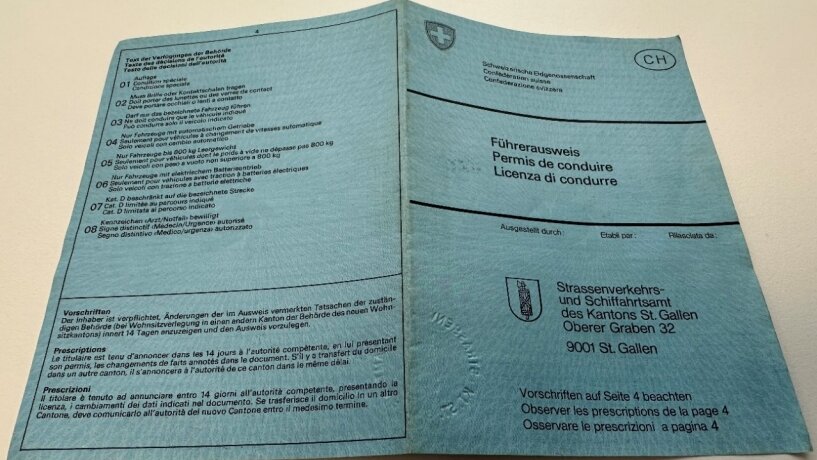 4
Text der Verfügungen der Behörde
Texte des décisions de l'autorité
Testo delle decisioni dell'autorità
01 Auflage
Condition spéciale
Condizione speciale
02 Muss Brille oder Kontaktschalen tragen
Doit porter des lunettes ou des verres de contact
Deve portare occhiali o lenti a contatto
03 Darf nur das bezeichnete Fahrzeug führen
Ne doit conduire que le véhicule indiqué
Può condurre solo il veicolo indicato
04 Nur Fahrzeuge mit automatischem Getriebe
Seulement pour véhicules à changement de vitesses automatique
Solo veicoli con cambio automatico
05 Nur Fahrzeuge bis 800 kg Leergewicht
Seulement pour véhicules dont le poids à vide ne dépasse pas 800 kg
Solo veicoli con peso a vuoto non superiore a 800 kg
06 Nur Fahrzeuge mit elektrischem Batterieantrieb
Seulement pour véhicules avec traction à batteries électriques
Solo veicoli con trazione a batterie elettriche
07 Kat. D beschränkt auf die bezeichnete Strecke
Cat. D limitée au parcours indiqué
Cat. D limitata al percorso indicato
08 Kennzeichen «Arzt/Notfall» bewilligt
Signe distinctif «Médecin/Urgence» autorisé
Segno distintivo «Medico/urgenza» autorizzato
Vorschriften
Der Inhaber ist verpflichtet, Änderungen der im Ausweis vermerkten Tatsachen der zustän-
digen Behörde (bei Wohnsitzverlegung in einen andern Kanton der Behörde des neuen Wohn-
sitzkantons) innert 14 Tagen anzuzeigen und den Ausweis vorzulegen.
Prescriptions
Le titulaire est tenu d'annoncer dans les 14 jours à l'autorité compétente, en lui présentant
son permis, les changements de faits annotés dans le document. S'il y a transfert du domicile
dans un autre canton, il s'annoncera à l'autorité de ce canton dans le même délai.
Prescrizioni
Il titolare è tenuto ad annunciare entro 14 giorni all'autorità competente, presentando la
licenza, i cambiamenti dei dati indicati nel documento. Se trasferisce il domicilio in un altro
Cantone, deve comunicarlo all'autorità del nuovo Cantone entro il medesimo termine.
CH
Schweizerische Eidgenossenschaft
Confédération suisse
Confederazione svizzera
Führerausweis
Permis de conduire
Licenza di condurre
Ausgestellt durch: Etabli par: Rilasciata da:
Strassenverkehrs-
und Schiffahrtsamt
des Kantons St. Gallen
Oberer Graben 32
9001 St. Gallen
Vorschriften auf Seite 4 beachten
Observer les prescriptions de la page 4
Osservare le prescrizioni a pagina 4